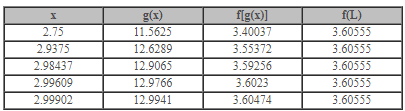 x g(x) f[g(x)] f(L)
2.75 11.5625 3.40037 3.60555
2.9375 12.6289 3.55372 3.60555
2.98437 12.9065 3.59256 3.60555
2.99609 12.9766 3.6023 3.60555
2.99902 12.9941 3.60474 3.60555